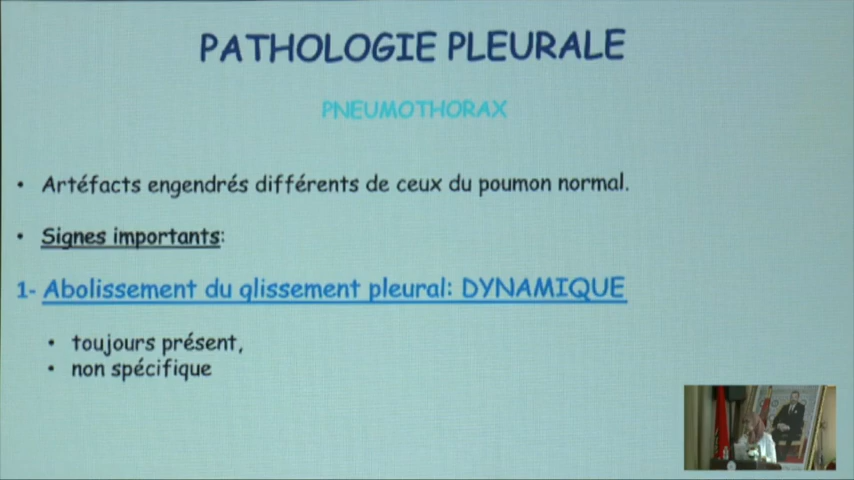 PATHOLOGIE PLEURALE
PNEUMOTHORAX
• Artéfacts engendrés différents de ceux du poumon normal.
• Signes importants:
1- Abolissement du glissement pleural: DYNAMIQUE
• toujours présent,
• non spécifique